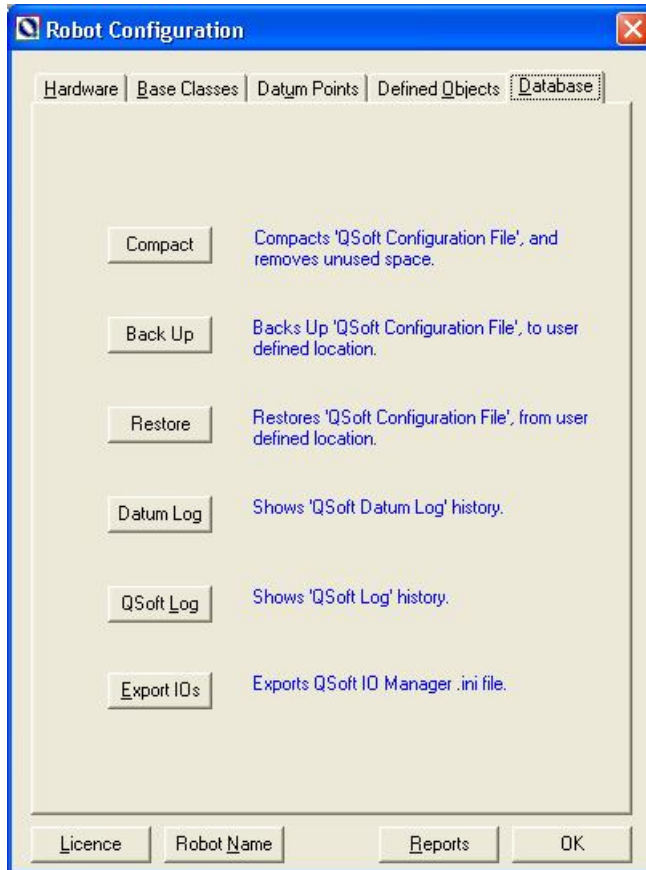 Robot Configuration
Hardware Base Classes Datum Points Defined Objects Database
Compact
Compacts 'QSoft Configuration File', and
removes unused space.
Back Up
Backs Up 'QSoft Configuration File', to user
defined location.
Restore
Restores 'QSoft Configuration File', from user
defined location.
Datum Log
Shows 'QSoft Datum Log' history.
QSoft Log
Shows 'QSoft Log' history.
Export IOs
Exports QSoft IO Manager .ini file.
Licence Robot Name Reports OK